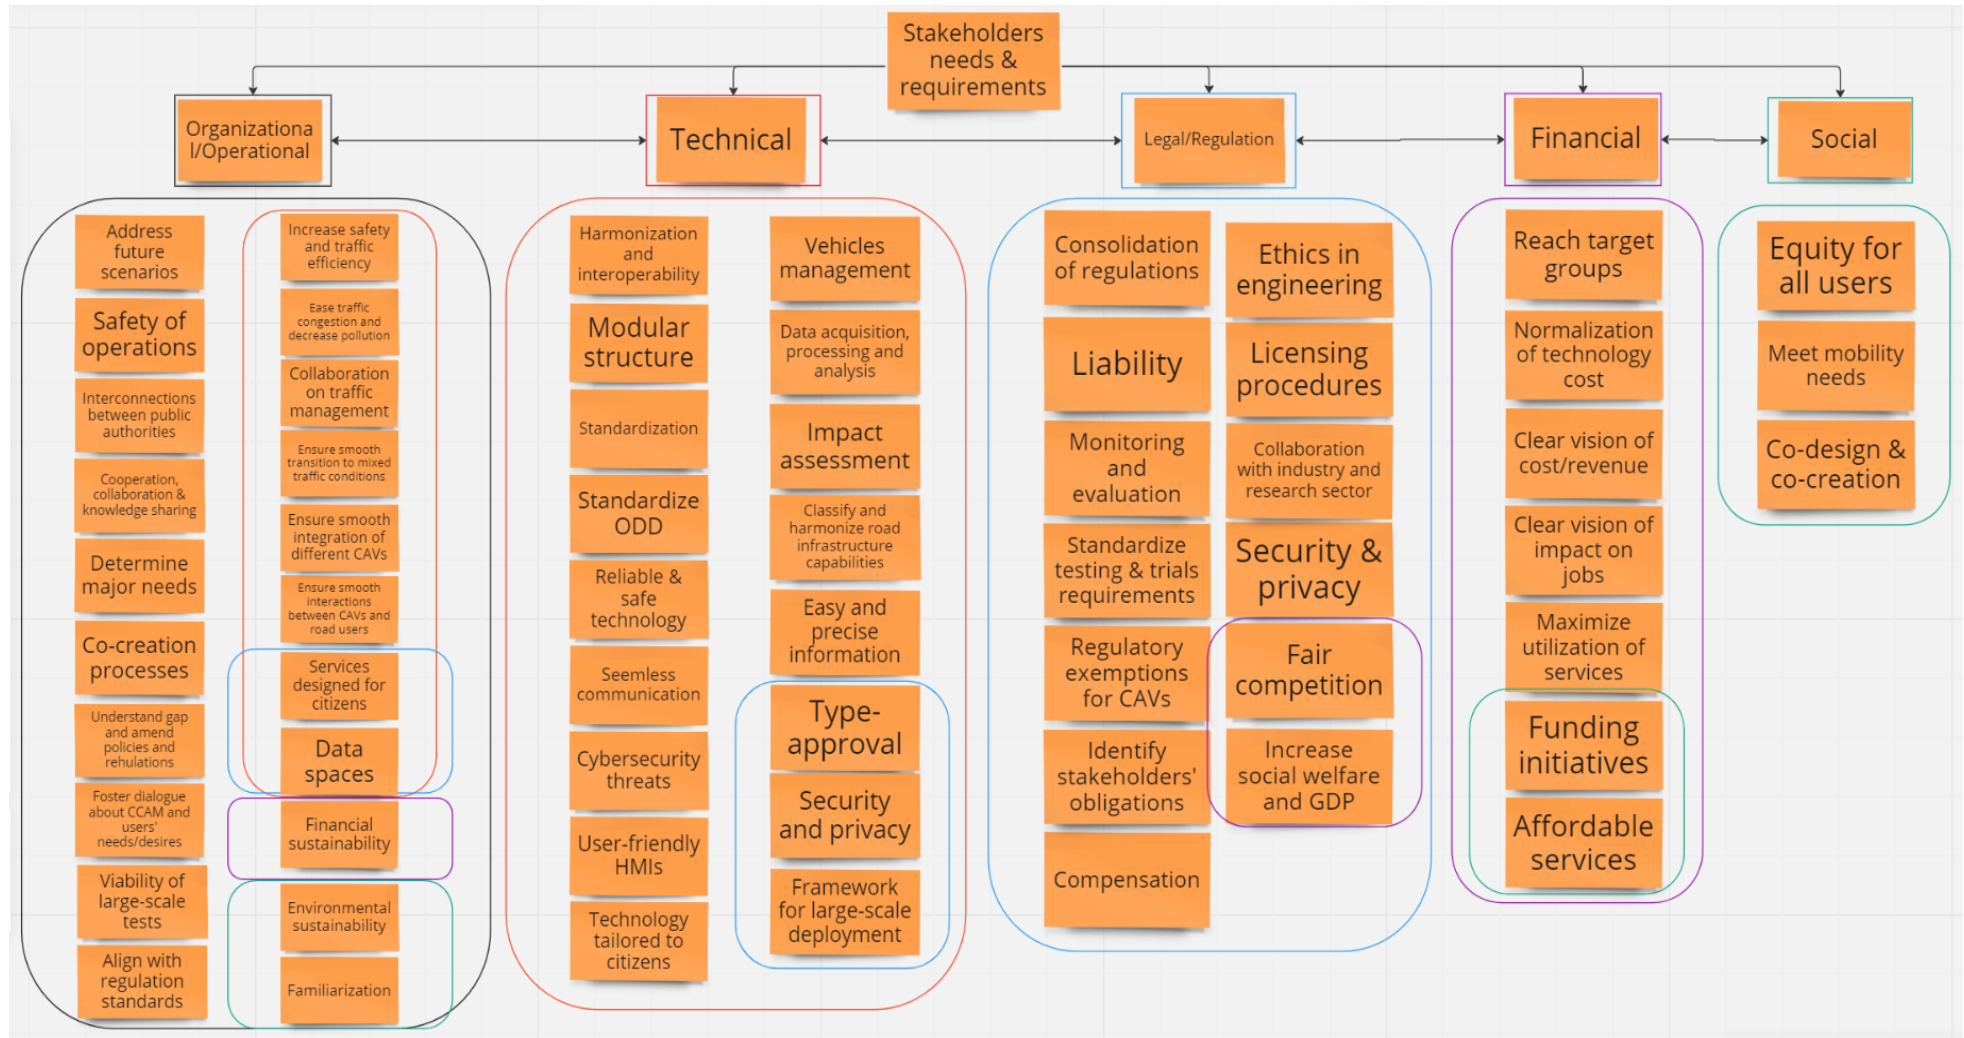 Stakeholders
needs &
requirements
Organizationa
l/Operational
Technical
Legal/Regulation
Financial
Social
Address
future
scenarios
Safety of
operations
Interconnections
between public
authorities
Cooperation,
collaboration &
knowledge sharing
Determine
major needs
Co-creation
processes
Understand gap
and amend
policies and
rehulations
Foster dialogue
about CCAM and
users'
needs/desires
Viability of
large-scale
tests
Align with
regulation
standards
Increase safety
and traffic
efficiency
Ease traffic
congestion and
decrease pollution
Collaboration
on traffic
management
Ensure smooth
transition to mixed
traffic conditions
Ensure smooth
integration of
different CAVs
Ensure smooth
interactions
between CAVs and
road users
Services
designed for
citizens
Data
spaces
Financial
sustainability
Environmental
sustainability
Familiarization
Harmonization
and
interoperability
Modular
structure
Standardization
Standardize
ODD
Reliable &
safe
technology
Seemless
communication
Cybersecurity
threats
User-friendly
HMIs
Technology
tailored to
citizens
Vehicles
management
Data acquisition,
processing and
analysis
Impact
assessment
Classify and
harmonize road
infrastructure
capabilities
Easy and
precise
information
Type-
approval
Security
and privacy
Framework
for large-scale
deployment
Consolidation
of regulations
Liability
Monitoring
and
evaluation
Standardize
testing & trials
requirements
Regulatory
exemptions
for CAVs
Identify
stakeholders'
obligations
Compensation
Ethics in
engineering
Licensing
procedures
Collaboration
with industry and
research sector
Security &
privacy
Fair
competition
Increase
social welfare
and GDP
Reach target
groups
Normalization
of technology
cost
Clear vision of
cost/revenue
Clear vision of
impact on
jobs
Maximize
utilization of
services
Funding
initiatives
Affordable
services
Equity for
all users
Meet mobility
needs
Co-design &
co-creation